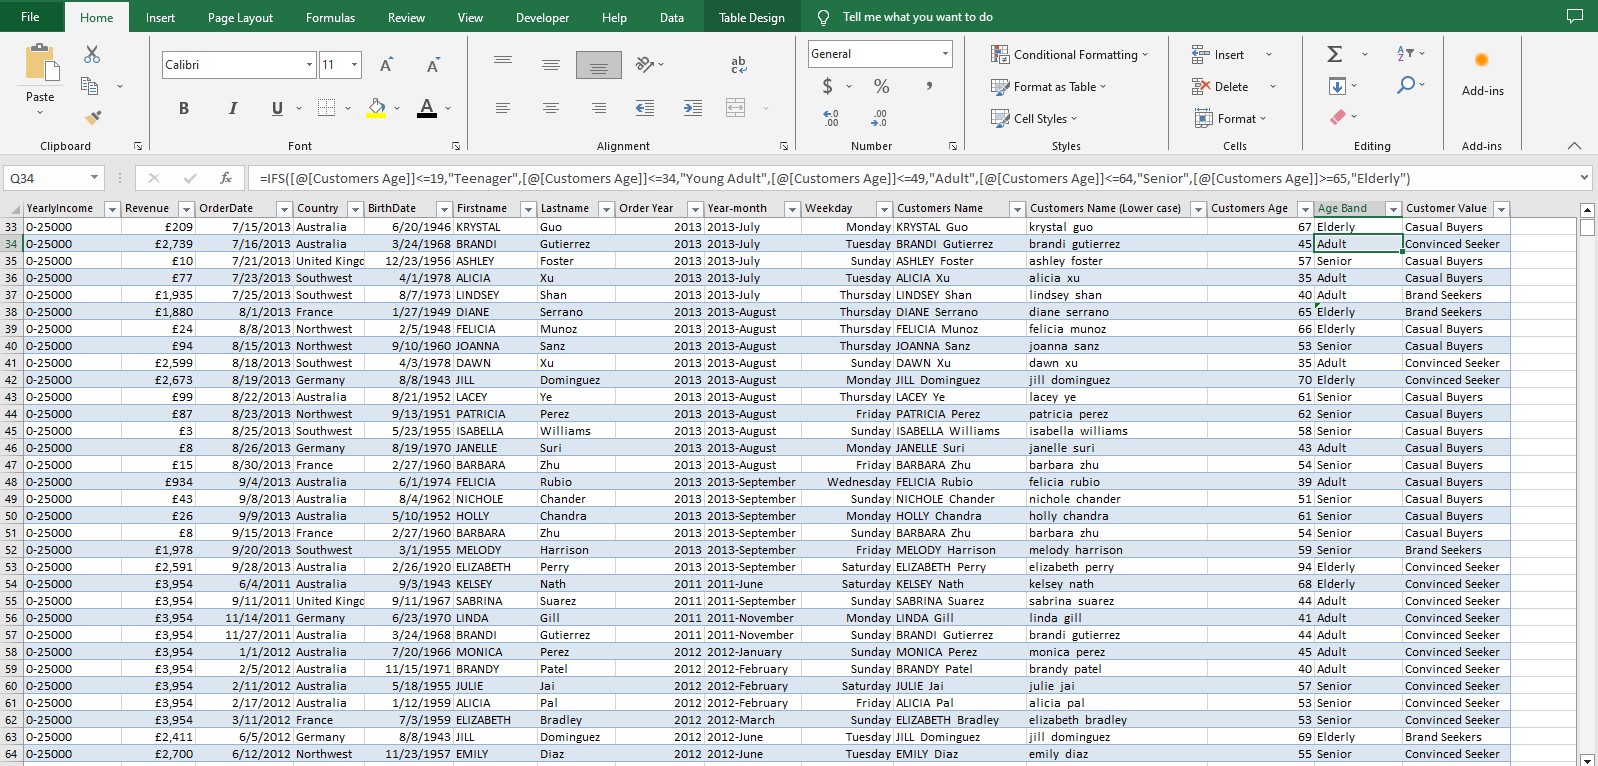 File Home Insert Page Layout Formulas Review View Developer Help Data Table Design Tell me what you want to do
Calibri 11 General Conditional Formatting Insert
Paste B I U A $ % , Format as Table Delete Add-ins
Cell Styles Format
Clipboard Font Alignment Number Styles Cells Editing Add-ins
Q34 fx =IFS([@[Customers Age]]<=19,"Teenager",[@[Customers Age]]<=34,"Young Adult",[@[Customers Age]]<=49,"Adult",[@[Customers Age]]<=64,"Senior",[@[Customers Age]]>=65,"Elderly")
YearlyIncome Revenue OrderDate Country BirthDate Firstname Lastname Order Year Year-month Weekday Customers Name Customers Name (Lower case) Customers Age Age Band Customer Value
33 0-25000 £209 7/15/2013 Australia 6/20/1946 KRYSTAL Guo 2013 2013-July Monday KRYSTAL Guo krystal guo 67 Elderly Casual Buyers
34 0-25000 £2,739 7/16/2013 Australia 3/24/1968 BRANDI Gutierrez 2013 2013-July Tuesday BRANDI Gutierrez brandi gutierrez 45 Adult Convinced Seeker
35 0-25000 £10 7/21/2013 United Kingd 12/23/1956 ASHLEY Foster 2013 2013-July Sunday ASHLEY Foster ashley foster 57 Senior Casual Buyers
36 0-25000 £77 7/23/2013 Southwest 4/1/1978 ALICIA Xu 2013 2013-July Tuesday ALICIA Xu alicia xu 35 Adult Casual Buyers
37 0-25000 £1,935 7/25/2013 Southwest 8/7/1973 LINDSEY Shan 2013 2013-July Thursday LINDSEY Shan lindsey shan 40 Adult Brand Seekers
38 0-25000 £1,880 8/1/2013 France 1/27/1949 DIANE Serrano 2013 2013-August Thursday DIANE Serrano diane serrano 65 Elderly Brand Seekers
39 0-25000 £24 8/8/2013 Northwest 2/5/1948 FELICIA Munoz 2013 2013-August Thursday FELICIA Munoz felicia munoz 66 Elderly Casual Buyers
40 0-25000 £94 8/15/2013 Northwest 9/10/1960 JOANNA Sanz 2013 2013-August Thursday JOANNA Sanz joanna sanz 53 Senior Casual Buyers
41 0-25000 £2,599 8/18/2013 Southwest 4/3/1978 DAWN Xu 2013 2013-August Sunday DAWN Xu dawn xu 35 Adult Convinced Seeker
42 0-25000 £2,673 8/19/2013 Germany 8/8/1943 JILL Dominguez 2013 2013-August Monday JILL Dominguez jill dominguez 70 Elderly Convinced Seeker
43 0-25000 £99 8/22/2013 Australia 8/21/1952 LACEY Ye 2013 2013-August Thursday LACEY Ye lacey ye 61 Senior Casual Buyers
44 0-25000 £87 8/23/2013 Northwest 9/13/1951 PATRICIA Perez 2013 2013-August Friday PATRICIA Perez patricia perez 62 Senior Casual Buyers
45 0-25000 £3 8/25/2013 Southwest 5/23/1955 ISABELLA Williams 2013 2013-August Sunday ISABELLA Williams isabella williams 58 Senior Casual Buyers
46 0-25000 £8 8/26/2013 Germany 8/19/1970 JANELLE Suri 2013 2013-August Monday JANELLE Suri janelle suri 43 Adult Casual Buyers
47 0-25000 £15 8/30/2013 France 2/27/1960 BARBARA Zhu 2013 2013-August Friday BARBARA Zhu barbara zhu 54 Senior Casual Buyers
48 0-25000 £934 9/4/2013 Australia 6/1/1974 FELICIA Rubio 2013 2013-September Wednesday FELICIA Rubio felicia rubio 39 Adult Casual Buyers
49 0-25000 £43 9/8/2013 Australia 8/4/1962 NICHOLE Chander 2013 2013-September Sunday NICHOLE Chander nichole chander 51 Senior Casual Buyers
50 0-25000 £26 9/9/2013 Australia 5/10/1952 HOLLY Chandra 2013 2013-September Monday HOLLY Chandra holly chandra 61 Senior Casual Buyers
51 0-25000 £8 9/15/2013 France 2/27/1960 BARBARA Zhu 2013 2013-September Sunday BARBARA Zhu barbara zhu 54 Senior Casual Buyers
52 0-25000 £1,978 9/20/2013 Southwest 3/1/1955 MELODY Harrison 2013 2013-September Friday MELODY Harrison melody harrison 59 Senior Brand Seekers
53 0-25000 £2,591 9/28/2013 Australia 2/26/1920 ELIZABETH Perry 2013 2013-September Saturday ELIZABETH Perry elizabeth perry 94 Elderly Convinced Seeker
54 0-25000 £3,954 6/4/2011 Australia 9/3/1943 KELSEY Nath 2011 2011-June Saturday KELSEY Nath kelsey nath 68 Elderly Convinced Seeker
55 0-25000 £3,954 9/11/2011 United Kingd 9/11/1967 SABRINA Suarez 2011 2011-September Sunday SABRINA Suarez sabrina suarez 44 Adult Convinced Seeker
56 0-25000 £3,954 11/14/2011 Germany 6/23/1970 LINDA Gill 2011 2011-November Monday LINDA Gill linda gill 41 Adult Convinced Seeker
57 0-25000 £3,954 11/27/2011 Australia 3/24/1968 BRANDI Gutierrez 2011 2011-November Sunday BRANDI Gutierrez brandi gutierrez 44 Adult Convinced Seeker
58 0-25000 £3,954 1/1/2012 Australia 7/20/1966 MONICA Perez 2012 2012-January Sunday MONICA Perez monica perez 45 Adult Convinced Seeker
59 0-25000 £3,954 2/5/2012 Australia 11/15/1971 BRANDY Patel 2012 2012-February Sunday BRANDY Patel brandy patel 40 Adult Convinced Seeker
60 0-25000 £3,954 2/11/2012 Australia 5/18/1955 JULIE Jai 2012 2012-February Saturday JULIE Jai julie jai 57 Senior Convinced Seeker
61 0-25000 £3,954 2/17/2012 Australia 1/12/1959 ALICIA Pal 2012 2012-February Friday ALICIA Pal alicia pal 53 Senior Convinced Seeker
62 0-25000 £3,954 3/11/2012 France 7/3/1959 ELIZABETH Bradley 2012 2012-March Sunday ELIZABETH Bradley elizabeth bradley 53 Senior Convinced Seeker
63 0-25000 £2,411 6/5/2012 Germany 8/8/1943 JILL Dominguez 2012 2012-June Tuesday JILL Dominguez jill dominguez 69 Elderly Brand Seekers
64 0-25000 £2,700 6/12/2012 Northwest 11/23/1957 EMILY Diaz 2012 2012-June Tuesday EMILY Diaz emily diaz 55 Senior Convinced Seeker